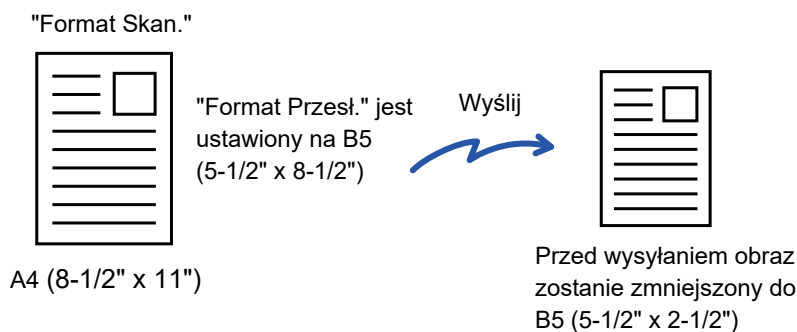 "Format Skan."
"Format Przesł." jest
ustawiony na B5
(5-1/2" x 8-1/2")
Wyślij
A4 (8-1/2" x 11")
Przed wysyłaniem obraz
zostanie zmniejszony do
B5 (5-1/2" x 2-1/2")